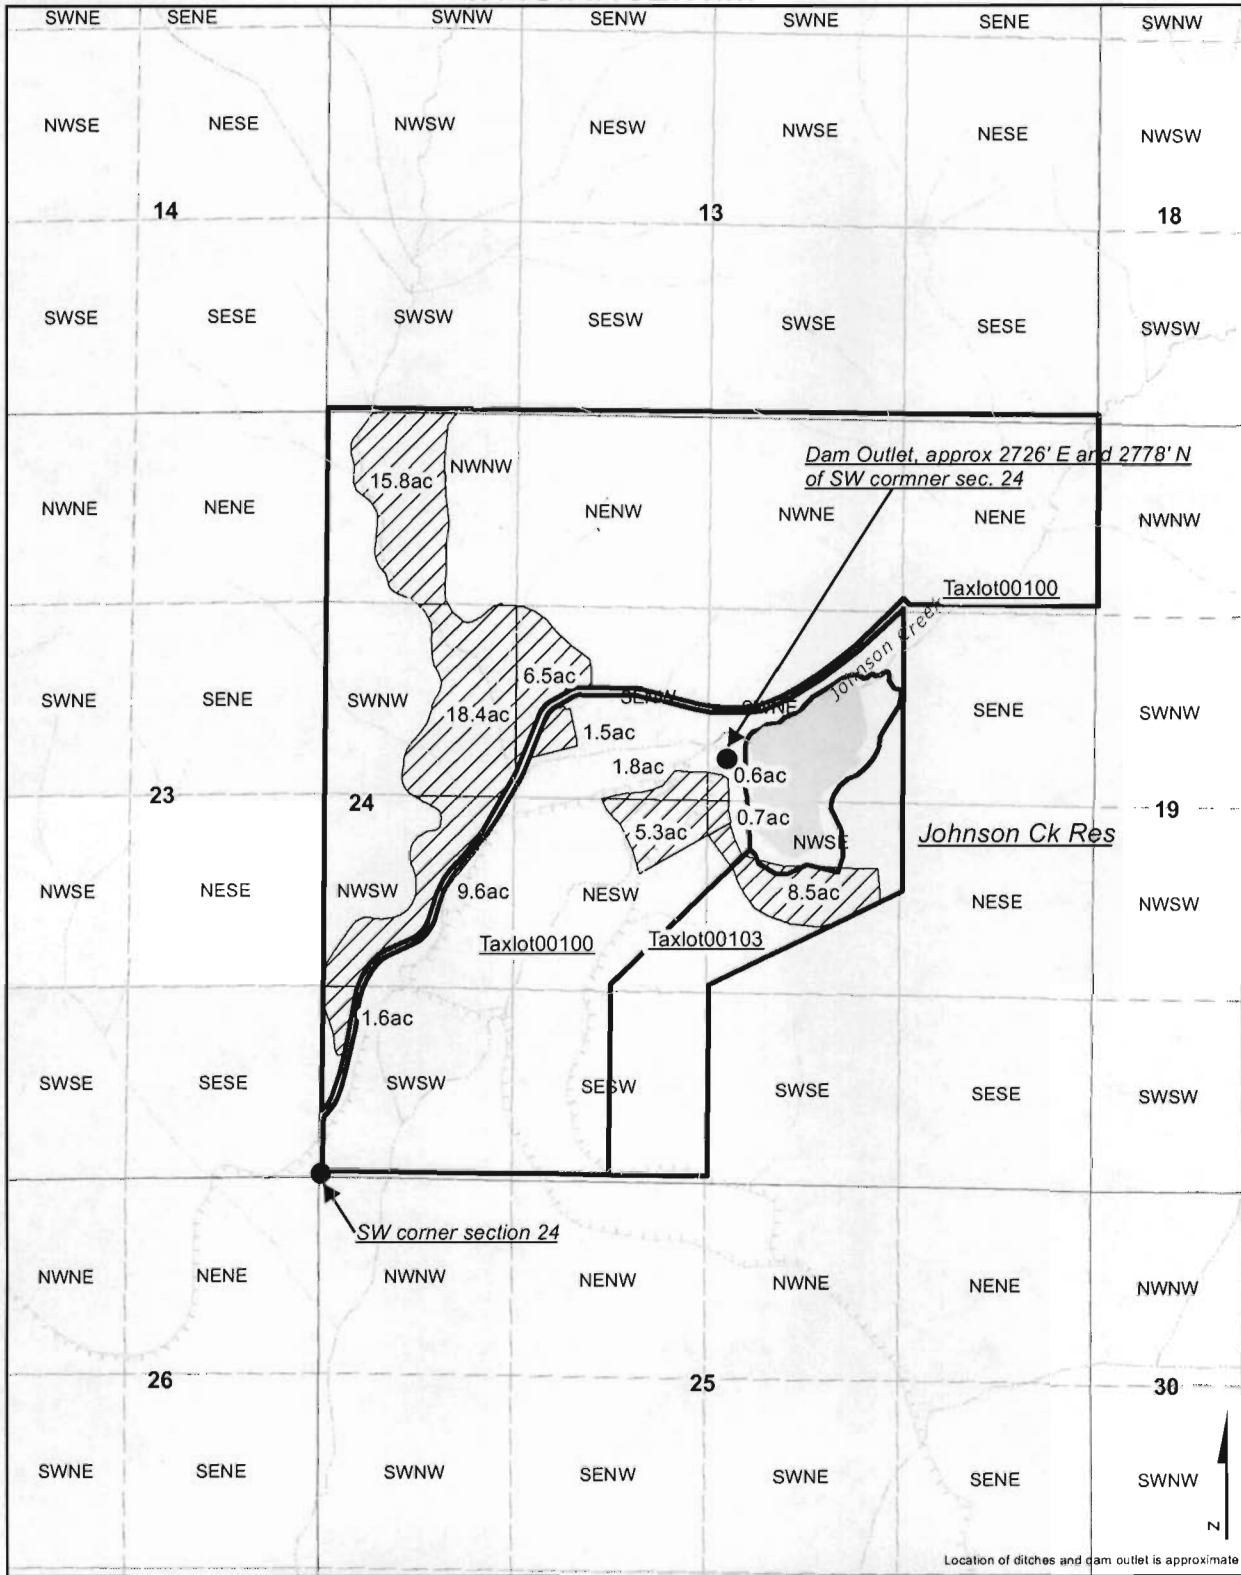 SWNE SENE SWNW SENW SWNE SENE SWNW
NWSE NESE NWSW NESW NWSE NESE NWSW
14 13 18
SWSE SESE SWSW SESW SWSE SESE SWSW
Dam Outlet, approx 2726' E and 2778' N
of SW cormner sec. 24
15.8ac NWNW
NWNE NENE NENW NWNE NENE NWNW
Taxlot00100
Johnson Creek
6.5ac
SWNE SENE SWNW 18.4ac SENW SWNE SENE SWNW
1.5ac
1.8ac 0.6ac
23 24 19
0.7ac
5.3ac NWSE Johnson Ck Res
NWSE NESE NWSW 9.6ac NESW 8.5ac NESE NWSW
Taxlot00100 Taxlot00103
1.6ac
SWSE SESE SWSW SESW SWSE SESE SWSW
SW corner section 24
NWNE NENE NWNW NENW NWNE NENE NWNW
26 25 30
SWNE SENE SWNW SENW SWNE SENE SWNW
N
Location of ditches and dam outlet is approximate